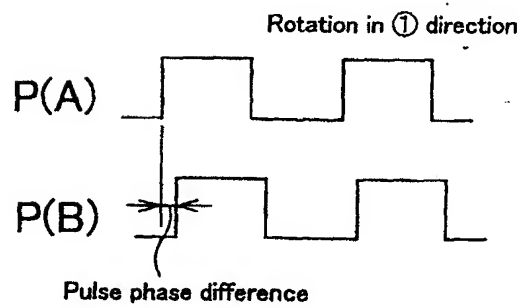 Rotation in ① direction
P(A)
P(B)
Pulse phase difference